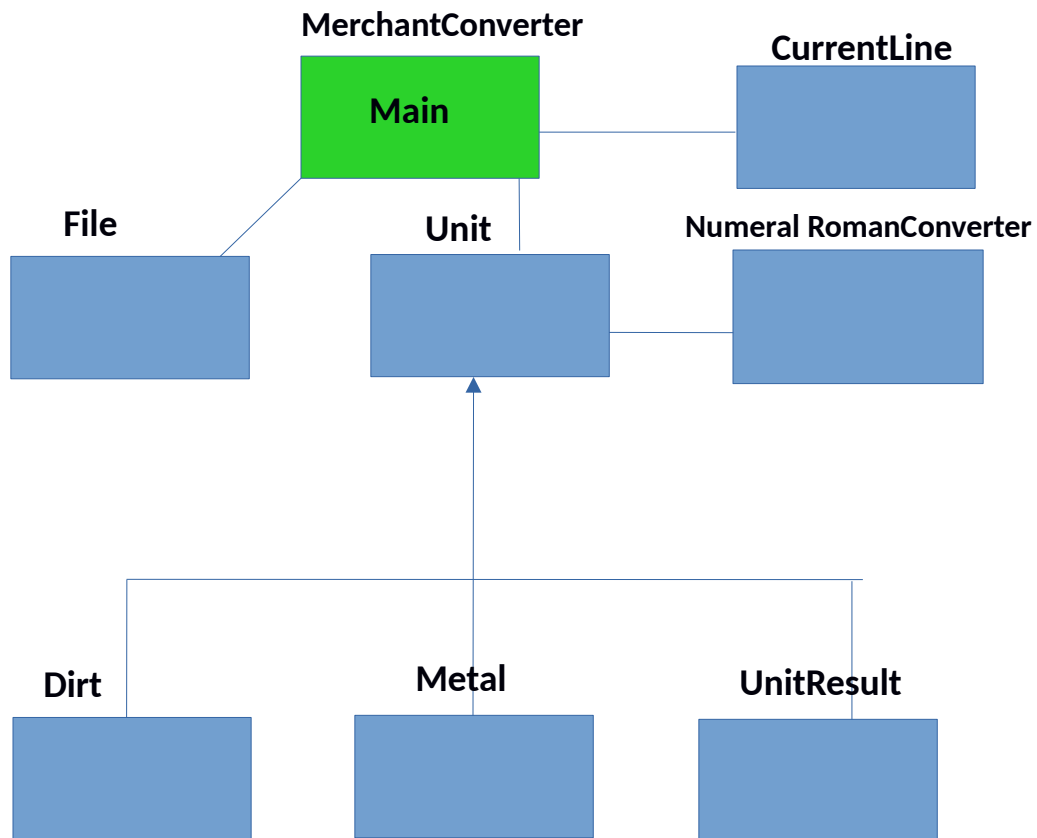 MerchantConverter
CurrentLine
Main
File
Unit
Numeral RomanConverter
Dirt
Metal
UnitResult